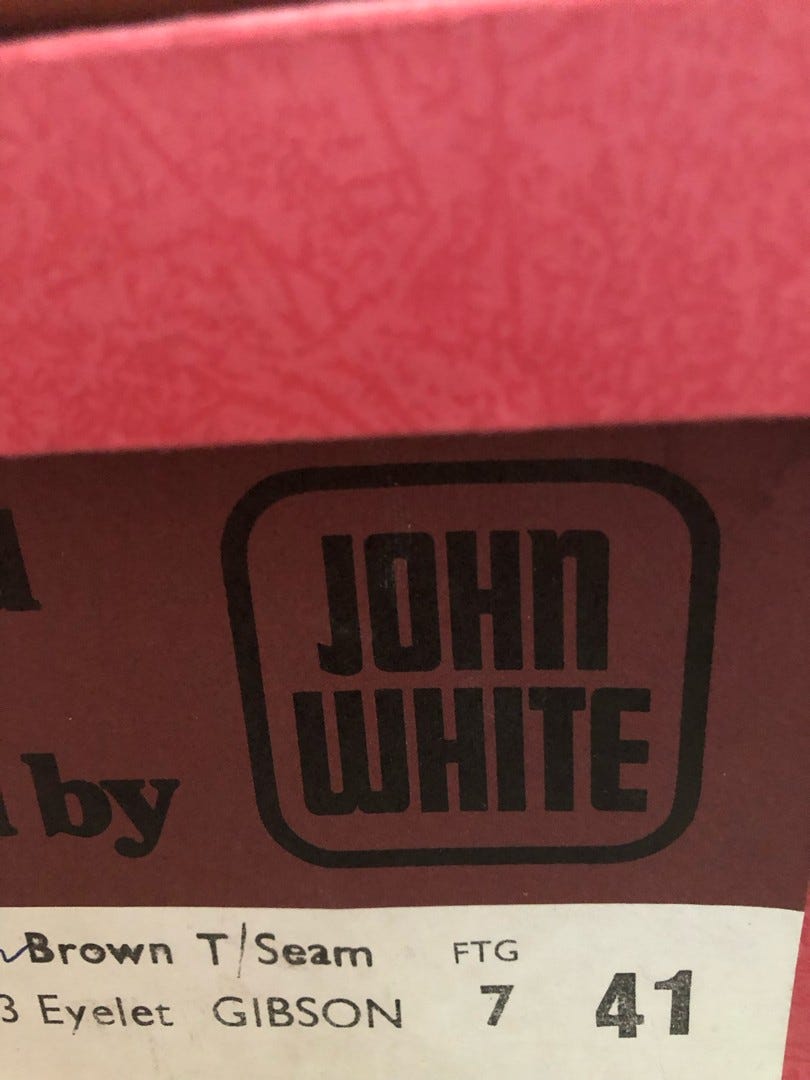 JOHN
WHITE
by
Brown T/Seam FTG
3 Eyelet GIBSON 7 41